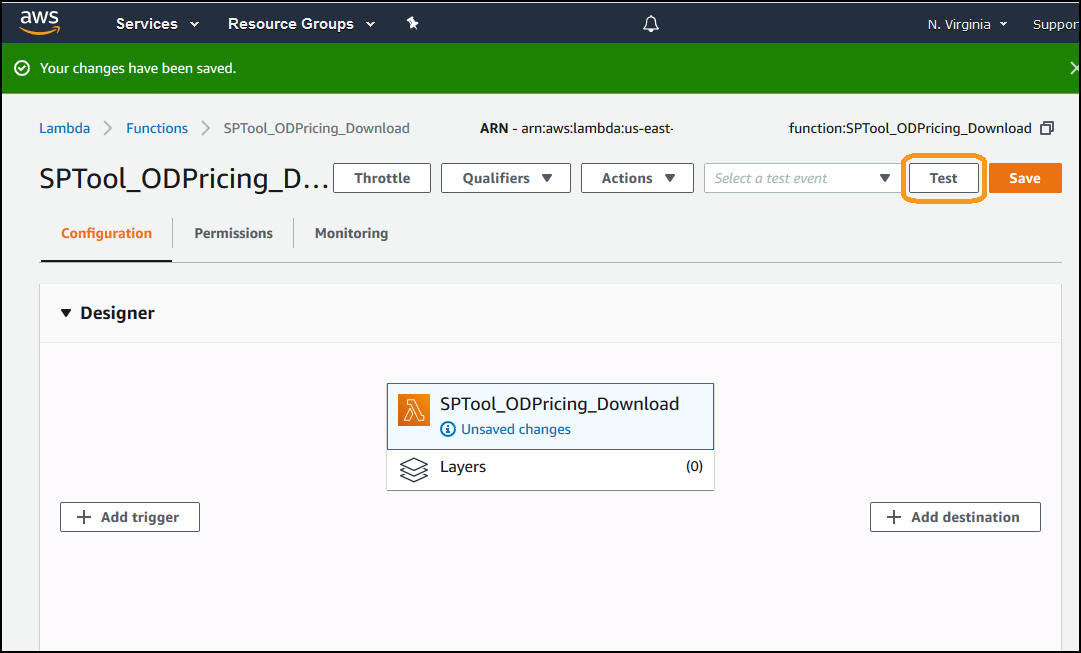 aws Services Resource Groups N. Virginia Suppor
Your changes have been saved.
Lambda Functions SPTool_ODPricing_Download ARN - arn:aws:lambda:us-east- function:SPTool_ODPricing_Download
SPTool_ODPricing_D... Throttle Qualifiers Actions Select a test event Test Save
Configuration Permissions Monitoring
Designer
SPTool_ODPricing_Download
Unsaved changes
Layers (0)
Add trigger Add destination